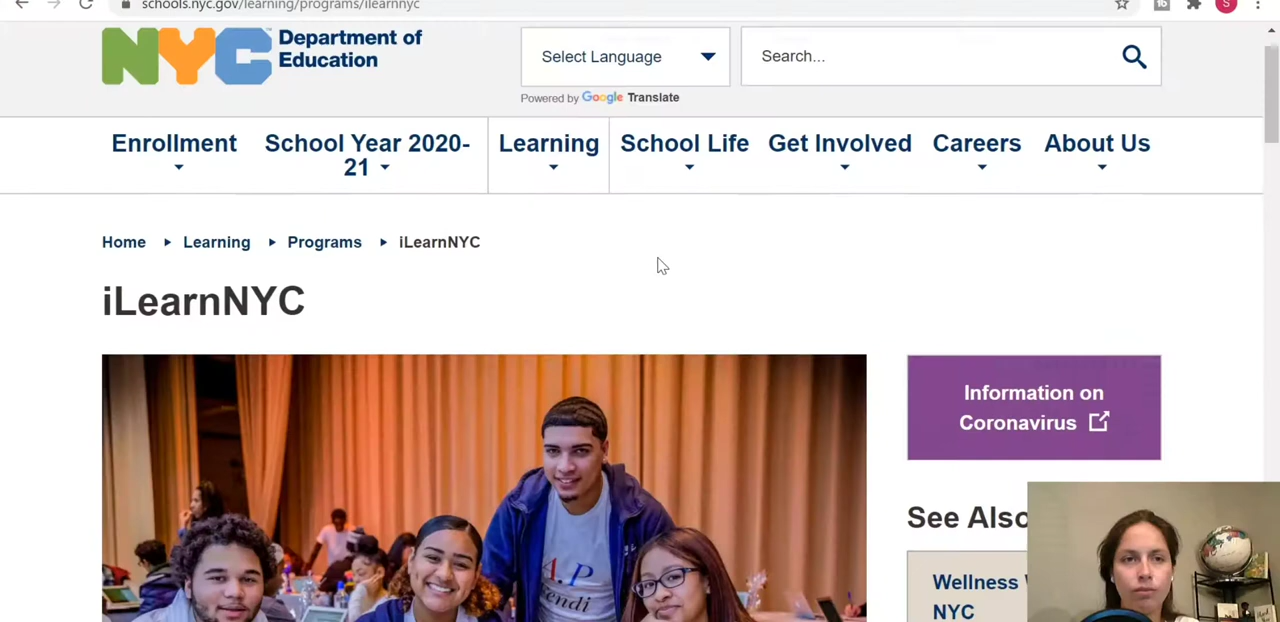 schools.nyc.gov/learning/programs/ilearnnyc
S
NYC Department of
Education
Select Language
Search...
Powered by Google Translate
Enrollment
School Year 2020-
21
Learning
School Life
Get Involved
Careers
About Us
Home
Learning
Programs
iLearnNYC
iLearnNYC
Information on
Coronavirus
See Also
Wellness
NYC
A.P
endi